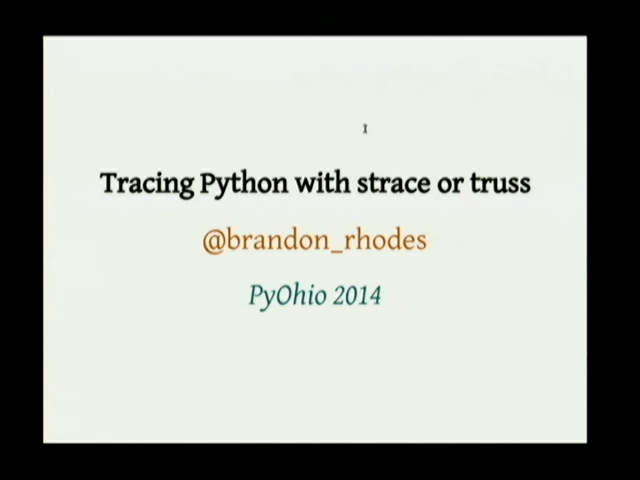 Tracing Python with strace or truss
@brandon_rhodes
PyOhio 2014